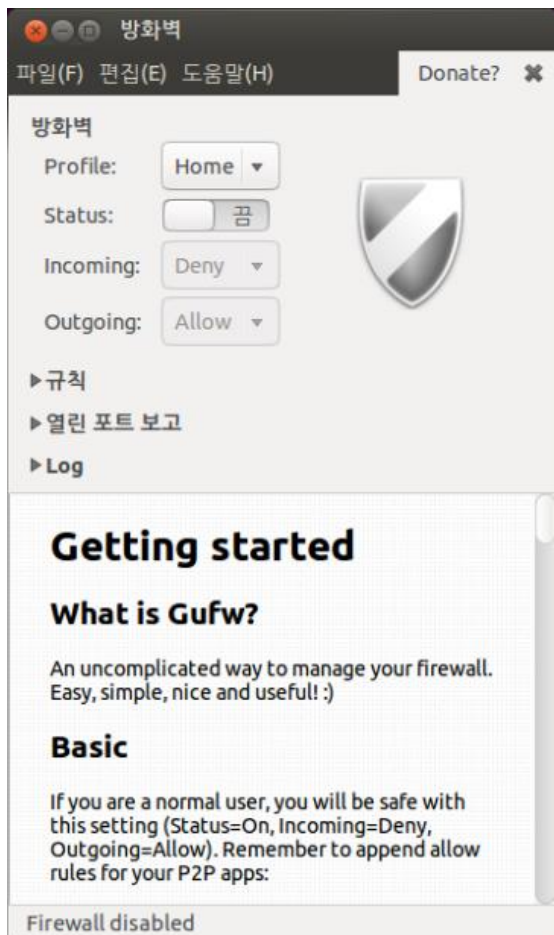 방화벽
파일(F) 편집(E) 도움말(H) Donate? ✖
방화벽
Profile: Home
Status: 끔
Incoming: Deny
Outgoing: Allow
규칙
열린 포트 보고
Log
Getting started
What is Gufw?
An uncomplicated way to manage your firewall.
Easy, simple, nice and useful! :)
Basic
If you are a normal user, you will be safe with
this setting (Status=On, Incoming=Deny,
Outgoing=Allow). Remember to append allow
rules for your P2P apps:
Firewall disabled